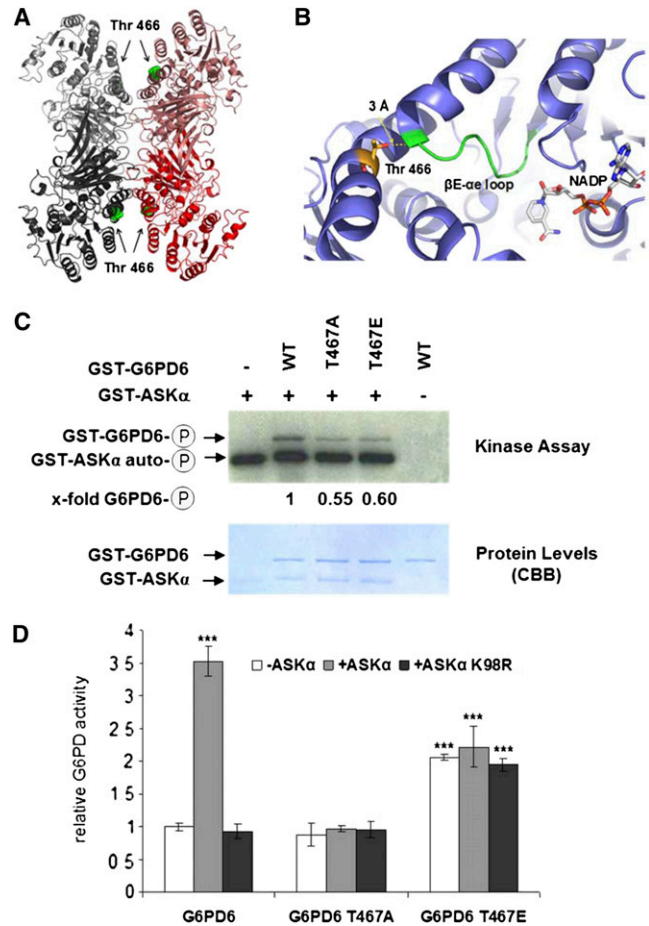 A
Thr 466
Thr 466
B
3 Å
Thr 466
βE-αe loop
NADP
C
GST-G6PD6 - WT T467A T467E WT
GST-ASKα + + + + -
GST-G6PD6-P
GST-ASKα auto-P
Kinase Assay
x-fold G6PD6-P 1 0.55 0.60
GST-G6PD6
GST-ASKα
Protein Levels
(CBB)
D
relative G6PD activity
4
3 5
3
2 5
2
1 5
1
0 5
0
-ASKα +ASKα +ASKα K98R
***
*** *** ***
G6PD6 G6PD6 T467A G6PD6 T467E